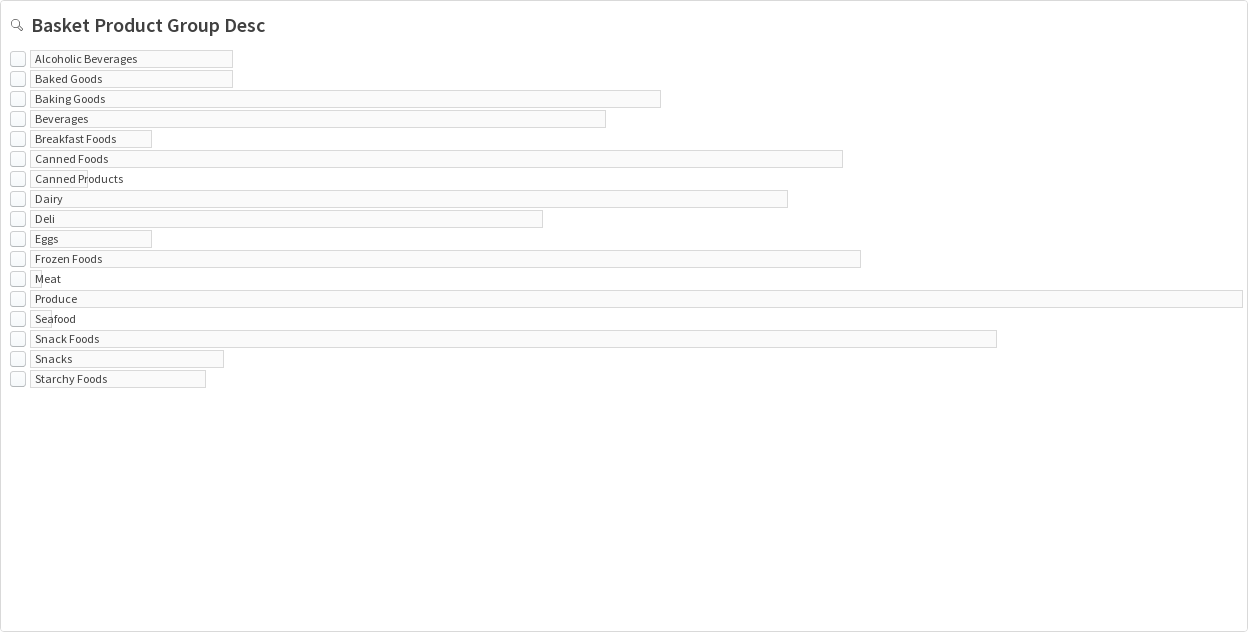 Basket Product Group Desc
Alcoholic Beverages
Baked Goods
Baking Goods
Beverages
Breakfast Foods
Canned Foods
Canned Products
Dairy
Deli
Eggs
Frozen Foods
Meat
Produce
Seafood
Snack Foods
Snacks
Starchy Foods